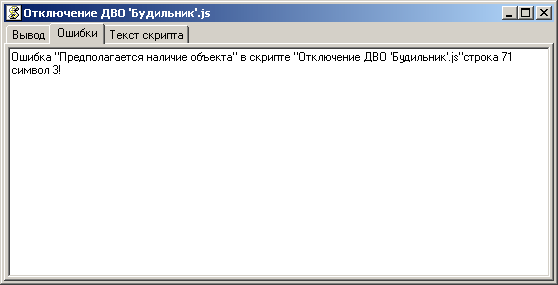 Отключение ДВО 'Будильник'.js
Вывод Ошибки Текст скрипта
Ошибка "Предполагается наличие объекта" в скрипте "Отключение ДВО 'Будильник'.js"строка 71
символ 3!